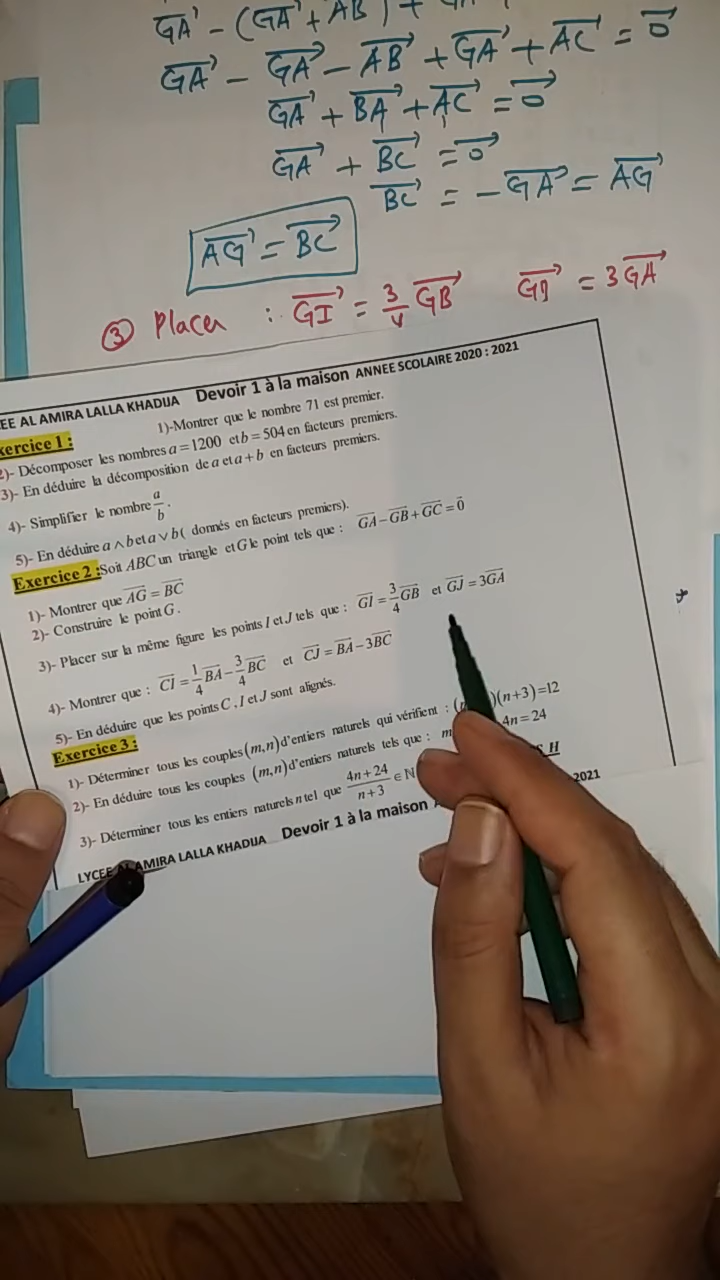 GA - (GA + AB) +
GA - GA - AB + GA + AC = 0
GA + BA + AC = 0
GA + BC = 0
BC = - GA = AG
AG = BC
③ Placer : GI = 3/4 GB GJ = 3 GA
EE AL AMIRA LALLA KHADIJA Devoir 1 à la maison ANNEE SCOLAIRE 2020 : 2021
xercice 1 : 1)-Montrer que le nombre 71 est premier.
2)- Décomposer les nombres a = 1200 et b = 504 en facteurs premiers.
3)- En déduire la décomposition de a et a + b en facteurs premiers.
4)- Simplifier le nombre a/b .
5)- En déduire a ∧ b et a ∨ b ( donnés en facteurs premiers).
Exercice 2 : Soit ABC un triangle et G le point tels que : GA - GB + GC = 0
1)- Montrer que AG = BC
2)- Construire le point G .
3)- Placer sur la même figure les points I et J tels que : GI = 3/4 GB et GJ = 3GA
4)- Montrer que : CI = 1/4 BA - 3/4 BC et CJ = BA - 3BC
5)- En déduire que les points C , I et J sont alignés.
Exercice 3 :
1)- Déterminer tous les couples (m,n) d'entiers naturels qui vérifient : ( )(n+3)=12
2)- En déduire tous les couples (m,n) d'entiers naturels tels que : m 4n = 24
3)- Déterminer tous les entiers naturels n tel que 4n+24/n+3 ∈ N H
LYCEE AL AMIRA LALLA KHADIJA Devoir 1 à la maison 2021